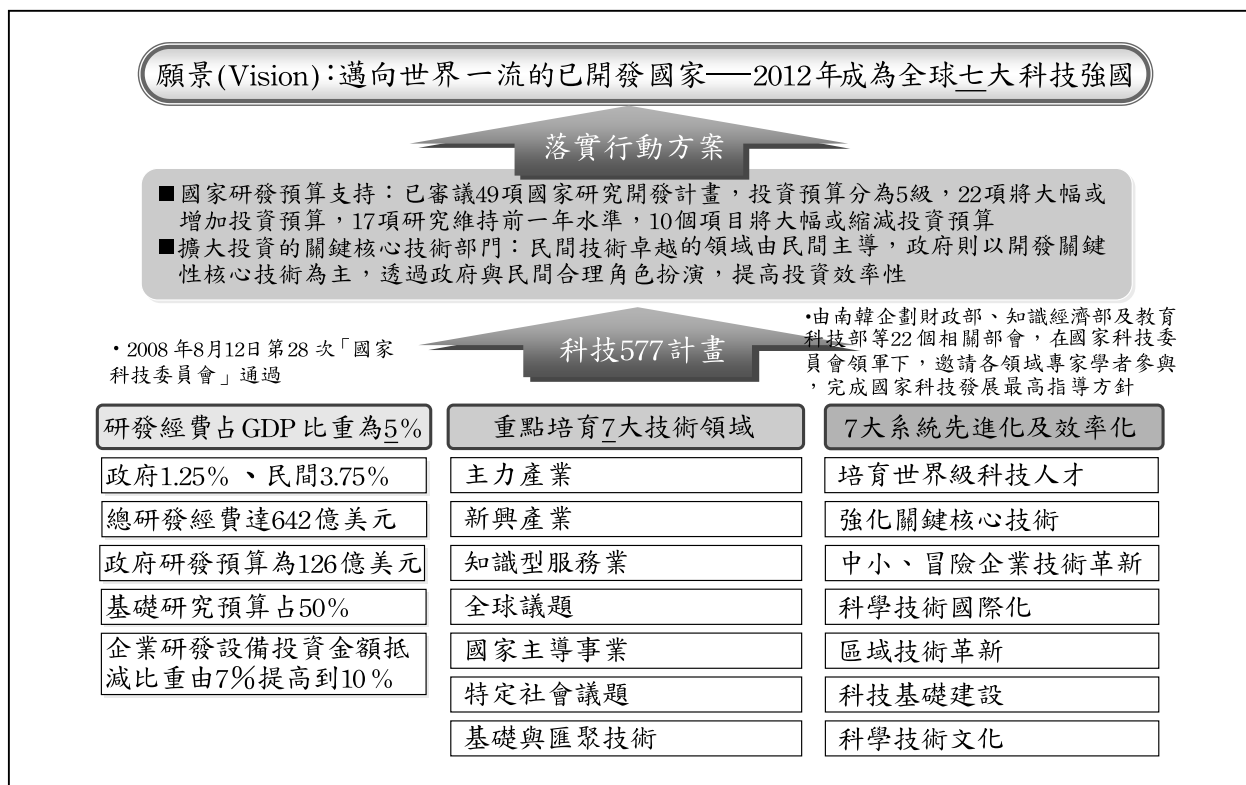 願景(Vision)：邁向世界一流的已開發國家──2012年成為全球七大科技強國
落實行動方案
■國家研發預算支持：已審議49項國家研究開發計畫，投資預算分為5級，22項將大幅或
增加投資預算，17項研究維持前一年水準，10個項目將大幅或縮減投資預算
■擴大投資的關鍵核心技術部門：民間技術卓越的領域由民間主導，政府則以開發關鍵
性核心技術為主，透過政府與民間合理角色扮演，提高投資效率性
•2008年8月12日第28次「國家
科技委員會」通過
科技577計畫
•由南韓企劃財政部、知識經濟部及教育
科技部等22個相關部會，在國家科技委
員會領軍下，邀請各領域專家學者參與
，完成國家科技發展最高指導方針
研發經費占GDP比重為5%
政府1.25%、民間3.75%
總研發經費達642億美元
政府研發預算為126億美元
基礎研究預算占50%
企業研發設備投資金額抵
減比重由7%提高到10%
重點培育7大技術領域
主力產業
新興產業
知識型服務業
全球議題
國家主導事業
特定社會議題
基礎與匯聚技術
7大系統先進化及效率化
培育世界級科技人才
強化關鍵核心技術
中小、冒險企業技術革新
科學技術國際化
區域技術革新
科技基礎建設
科學技術文化